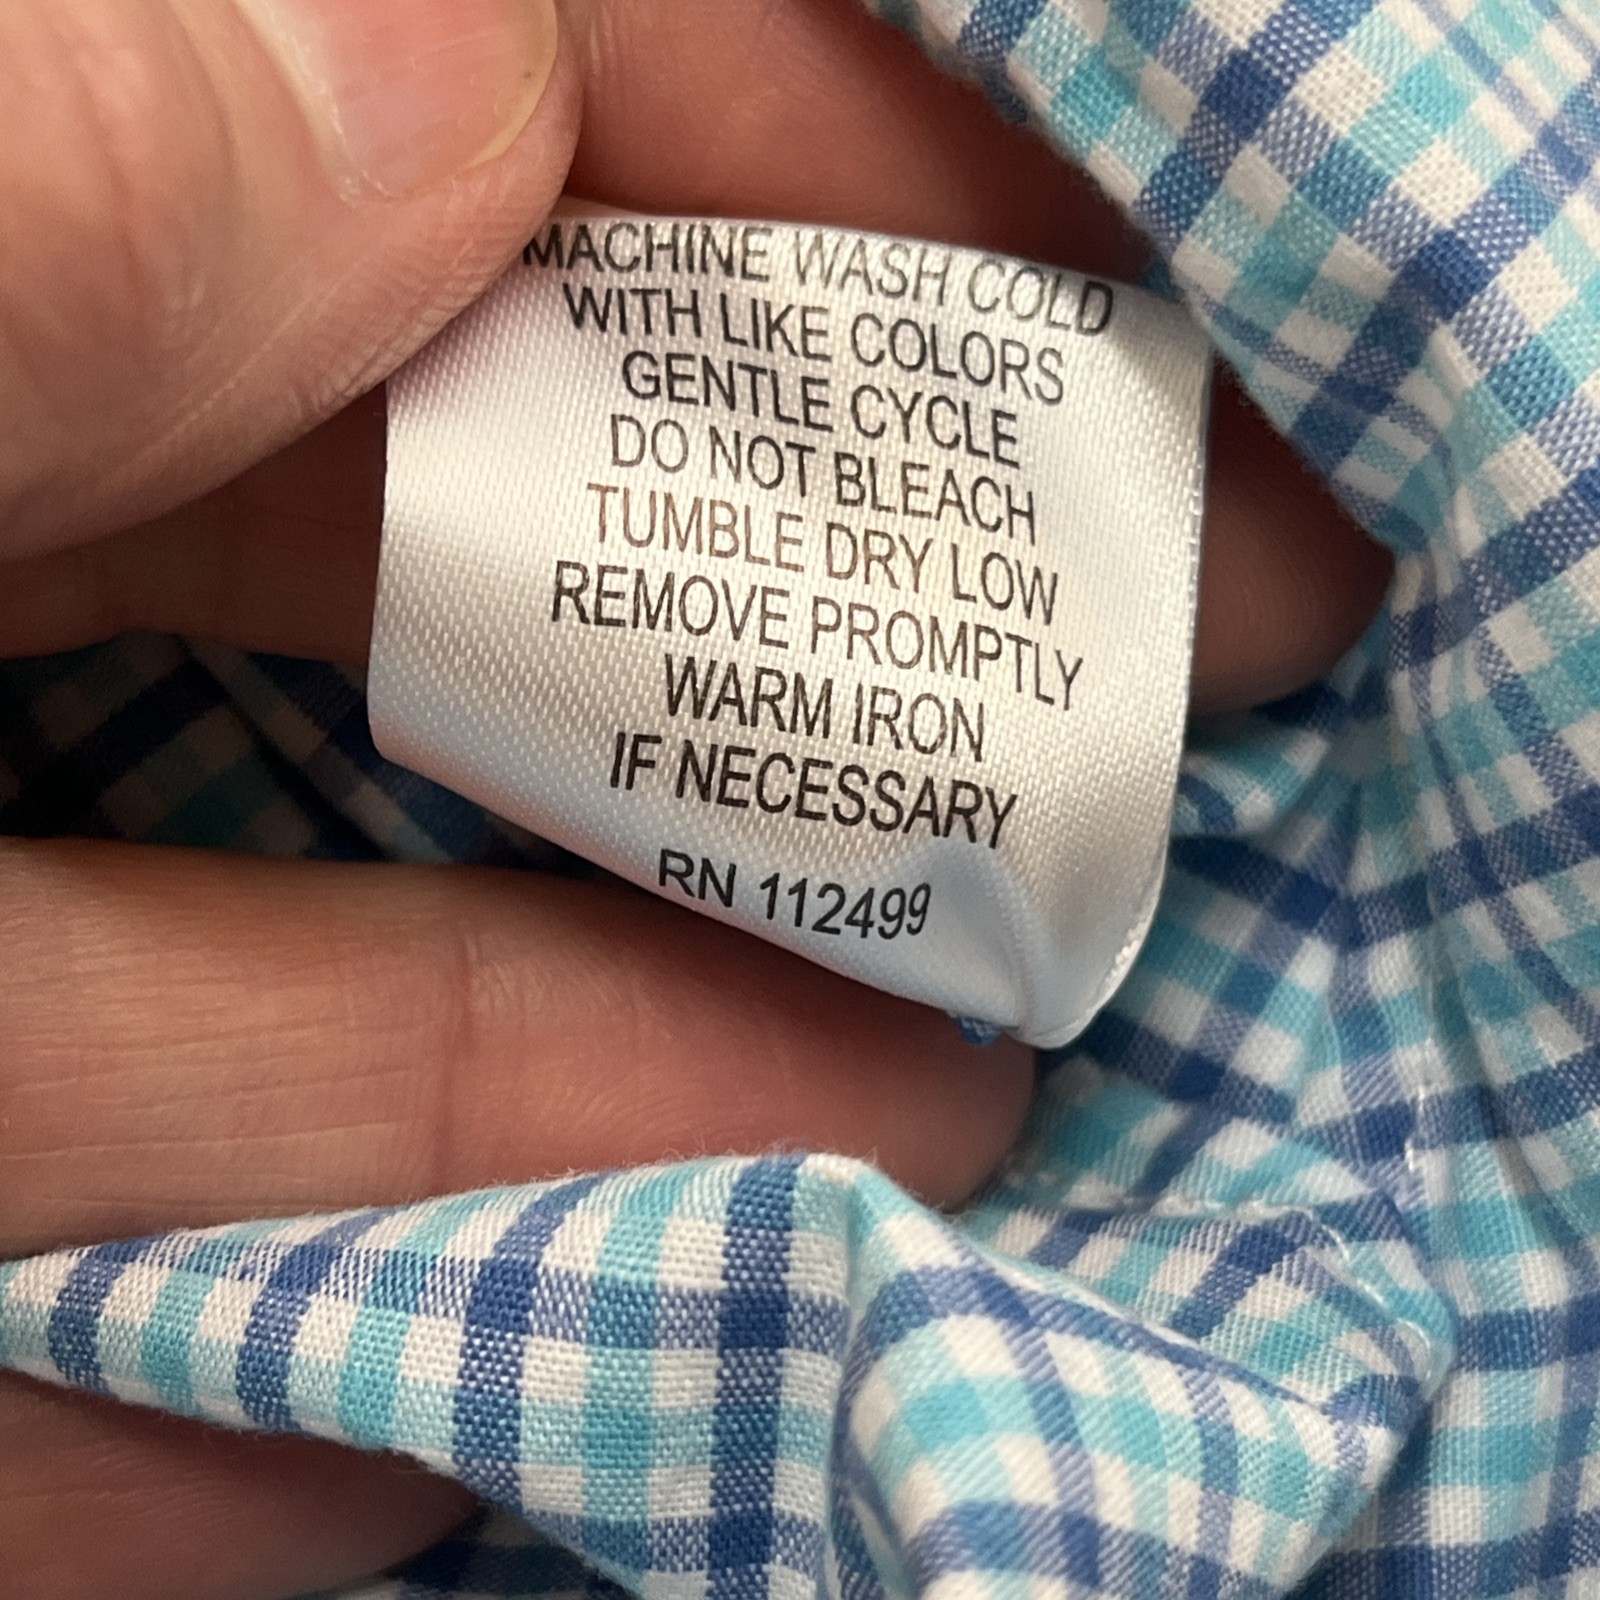 MACHINE WASH COLD
WITH LIKE COLORS
GENTLE CYCLE
DO NOT BLEACH
TUMBLE DRY LOW
REMOVE PROMPTLY
WARM IRON
IF NECESSARY
RN 112499